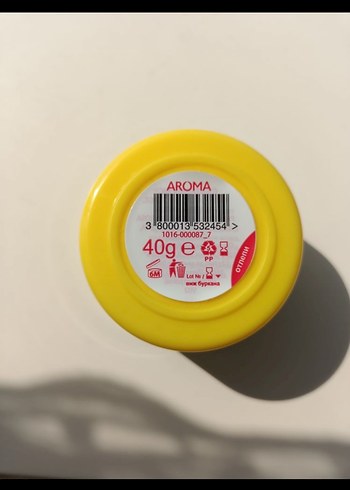 AROMA
3 800013 532454 >
1016-000087_7
40g e
PP
6M
Lot № /
виж буркана
ОТЛЕПИ